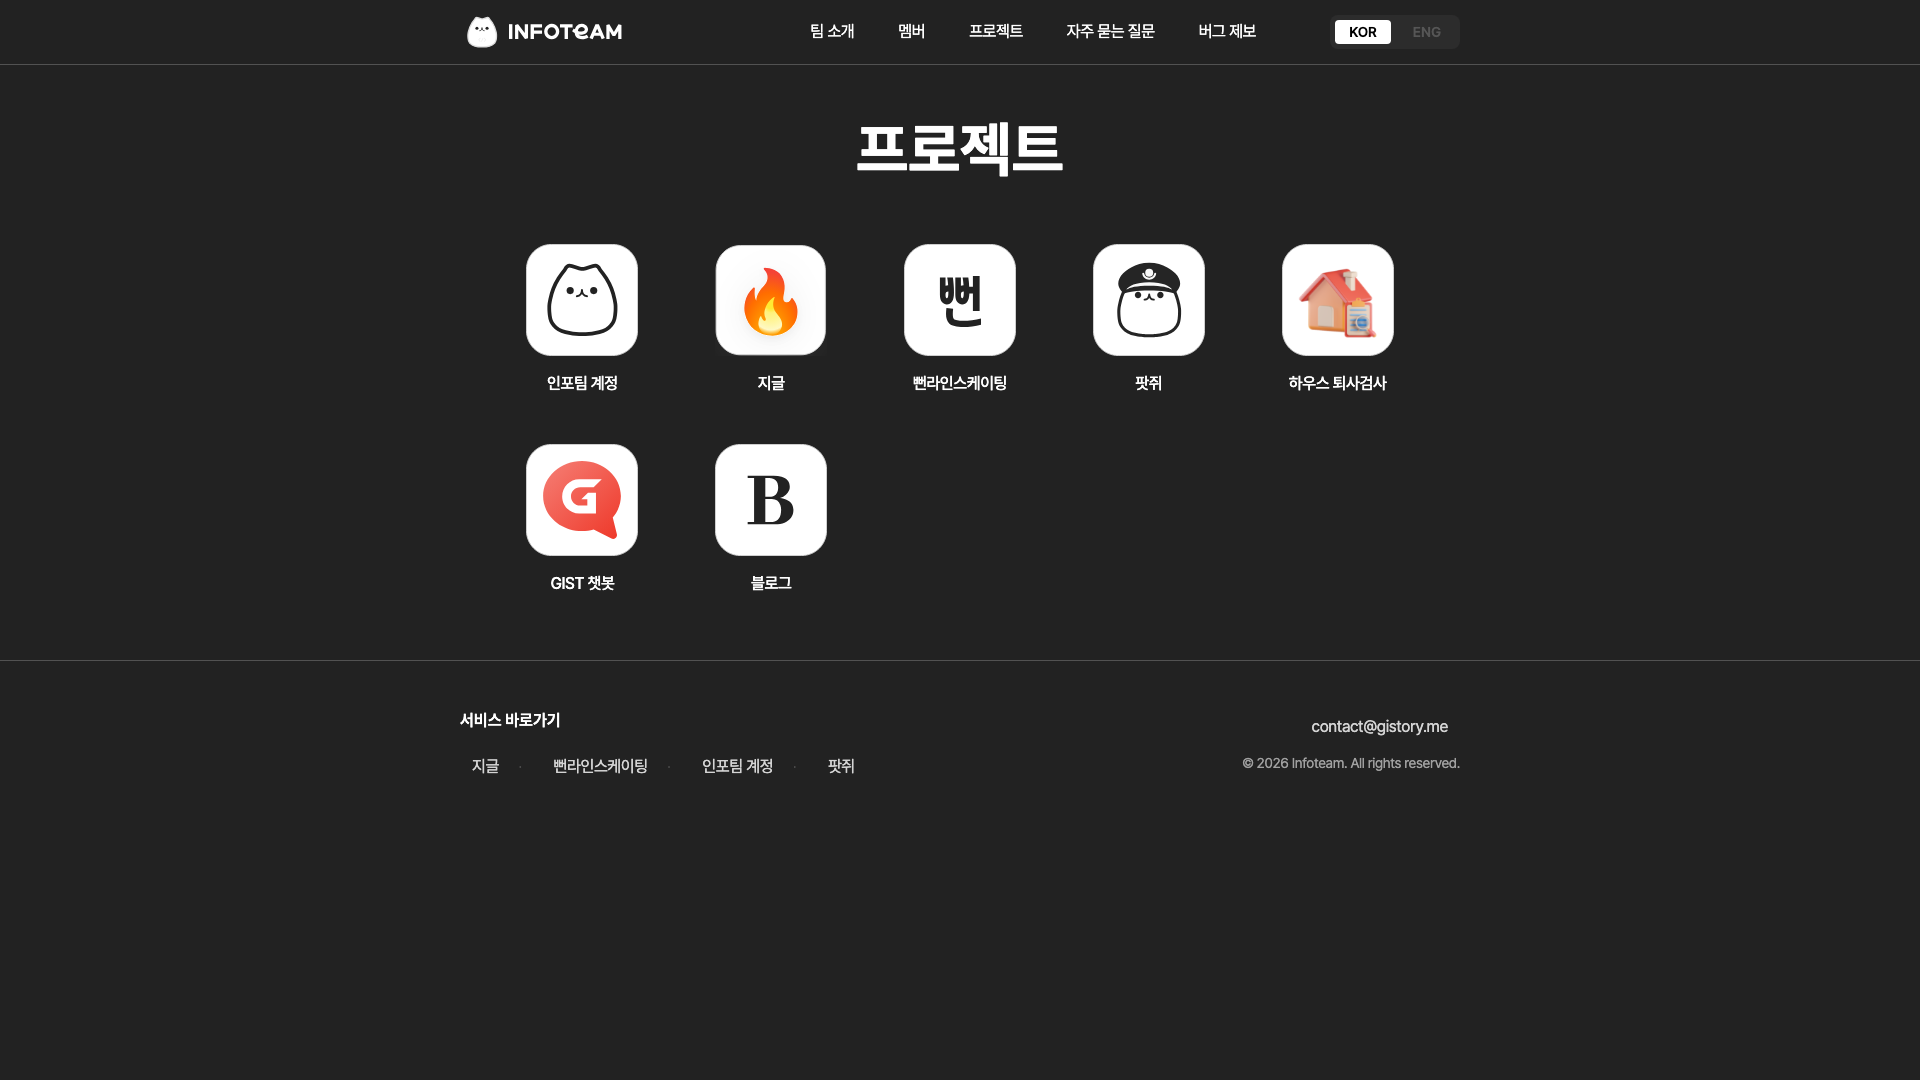 INFOTEAM
팀 소개
멤버
프로젝트
자주 묻는 질문
버그 제보
KOR
ENG
프로젝트
뻔
인포팀 계정
지글
뻔라인스케이팅
팟쥐
하우스 퇴사검사
G
B
GIST 챗봇
블로그
서비스 바로가기
contact@gistory.me
지글 · 뻔라인스케이팅 · 인포팀 계정 · 팟쥐
© 2026 Infoteam. All rights reserved.